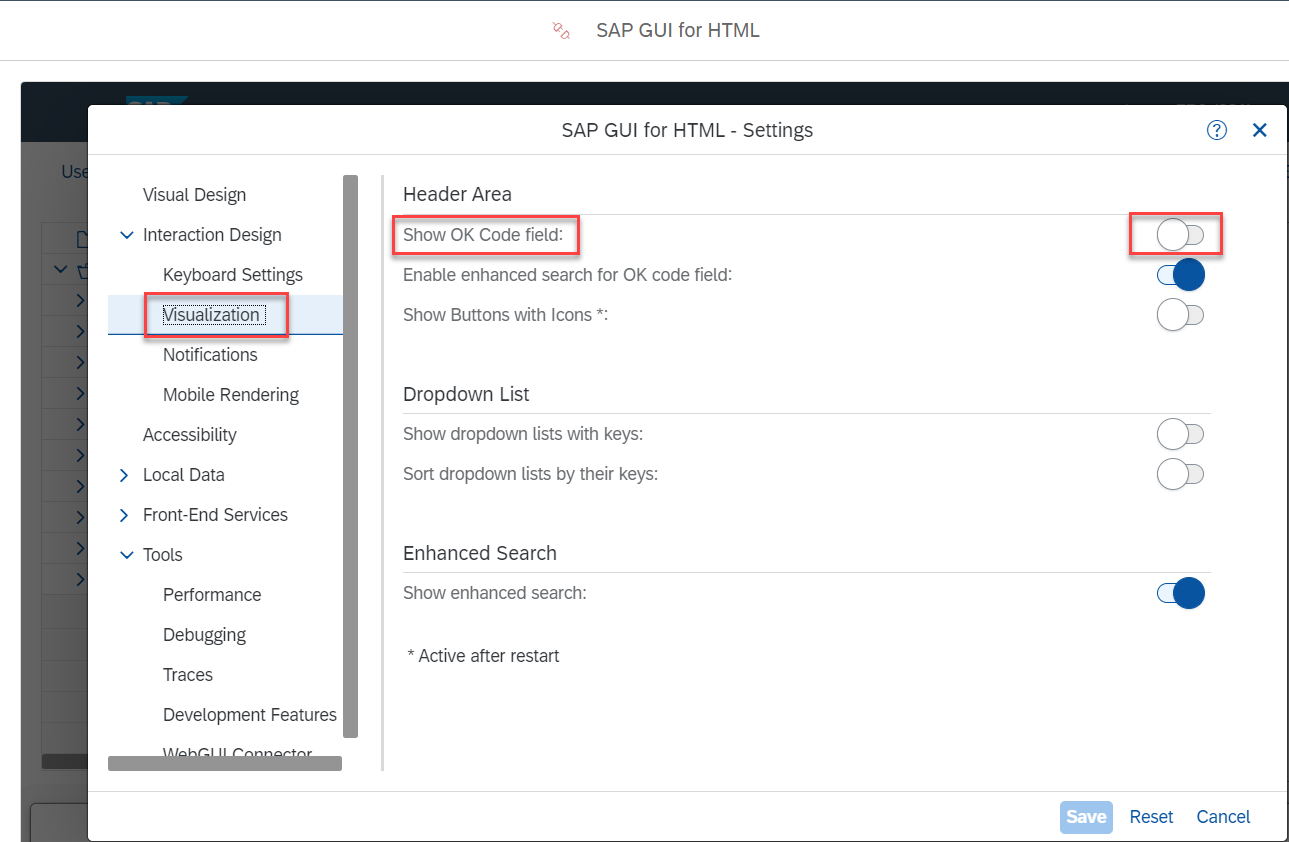 SAP GUI for HTML
SAP GUI for HTML - Settings
?
Use
Visual Design
Interaction Design
Keyboard Settings
Visualization
Notifications
Mobile Rendering
Accessibility
Local Data
Front-End Services
Tools
Performance
Debugging
Traces
Development Features
WebGUI Connector
Header Area
Show OK Code field:
Enable enhanced search for OK code field:
Show Buttons with Icons *:
Dropdown List
Show dropdown lists with keys:
Sort dropdown lists by their keys:
Enhanced Search
Show enhanced search:
* Active after restart
Save Reset Cancel